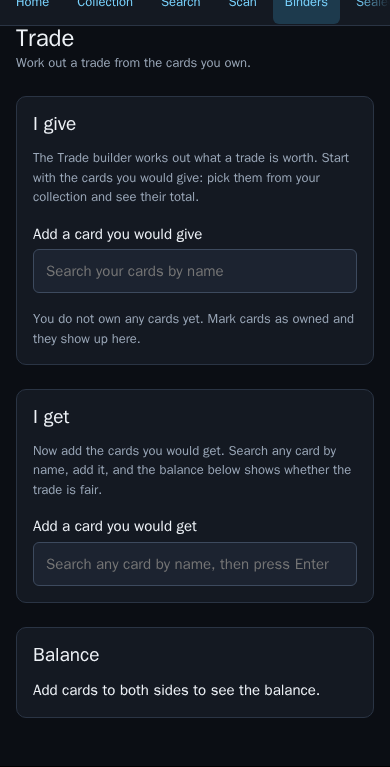 Home Collection Search Scan Binders Seale
Trade
Work out a trade from the cards you own.
I give
The Trade builder works out what a trade is worth. Start
with the cards you would give: pick them from your
collection and see their total.
Add a card you would give
Search your cards by name
You do not own any cards yet. Mark cards as owned and
they show up here.
I get
Now add the cards you would get. Search any card by
name, add it, and the balance below shows whether the
trade is fair.
Add a card you would get
Search any card by name, then press Enter
Balance
Add cards to both sides to see the balance.